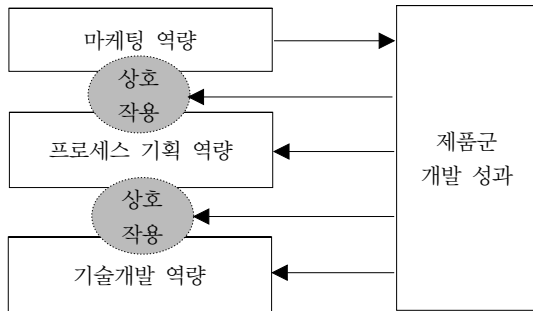 마케팅 역량
상호
작용
프로세스 기획 역량
상호
작용
기술개발 역량
제품군
개발 성과